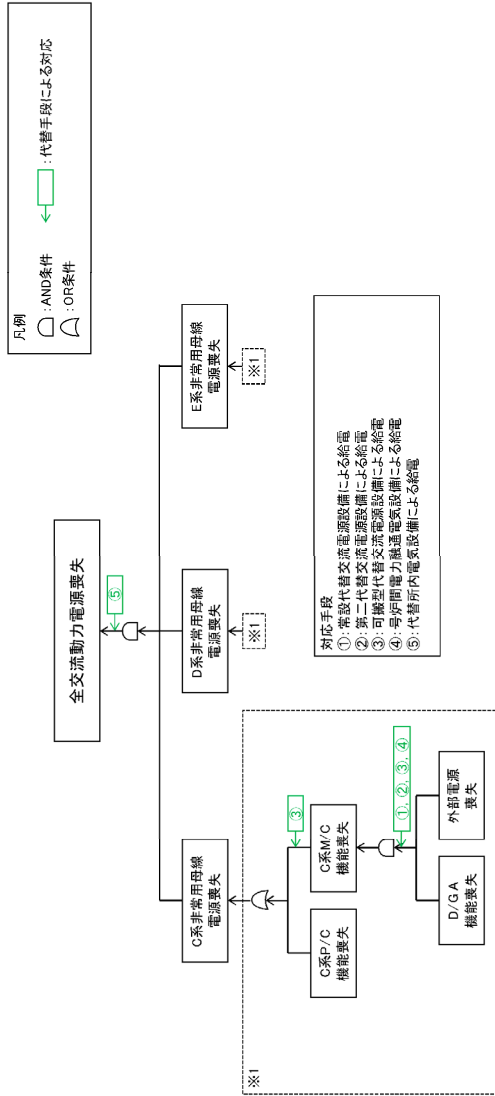 凡例
:AND条件
:OR条件
:代替手段による対応
全交流動力電源喪失
⑤
C系非常用母線
電源喪失
D系非常用母線
電源喪失
E系非常用母線
電源喪失
※1
※1
※1
③
C系P/C
機能喪失
C系M/C
機能喪失
①, ②, ③, ④
D/G A
機能喪失
外部電源
喪失
対応手段
①:常設代替交流電源設備による給電
②:第二代替交流電源設備による給電
③:可搬型代替交流電源設備による給電
④:号炉間電力融通電気設備による給電
⑤:代替所内電気設備による給電